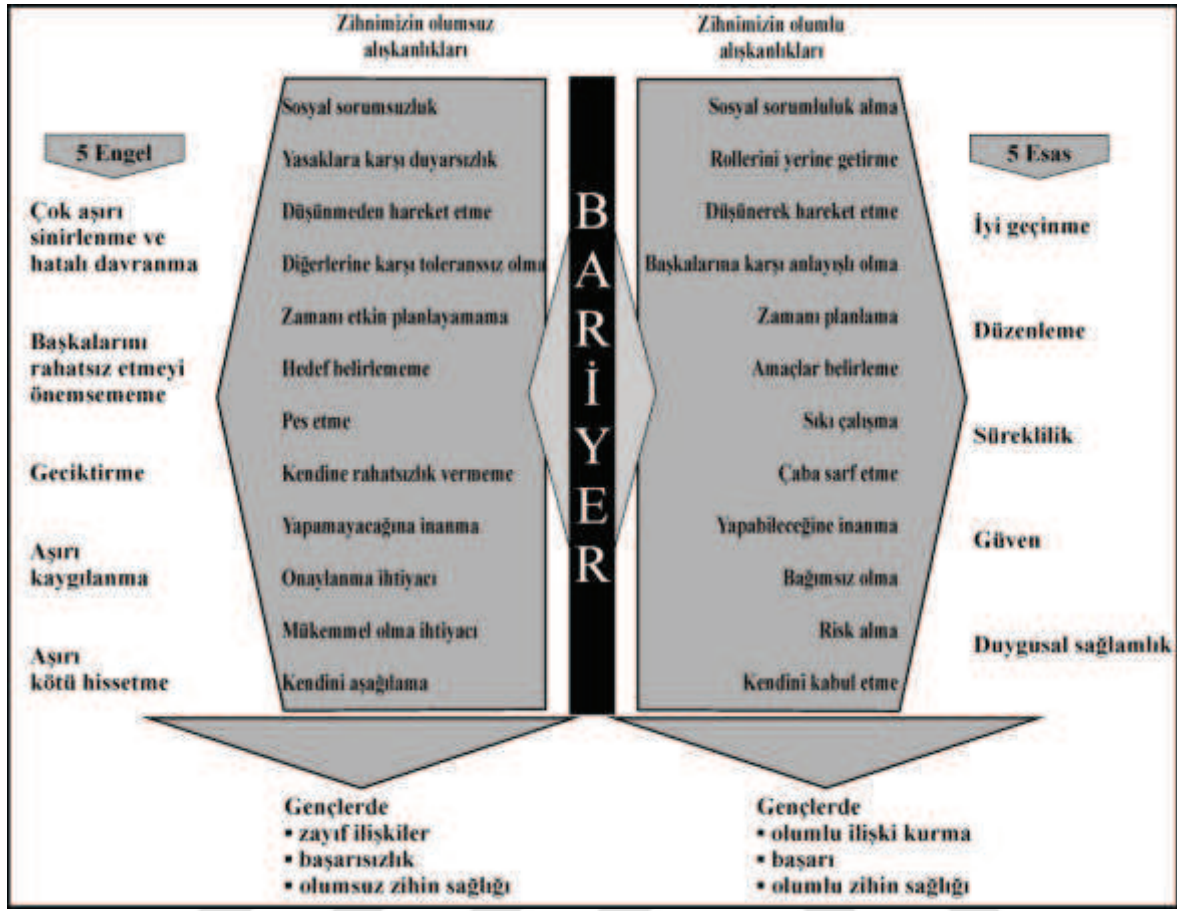 Zihnimizin olumsuz
alışkanlıkları
Zihnimizin olumlu
alışkanlıkları
5 Engel
Çok aşırı
sinirlenme ve
hatalı davranma
Başkalarını
rahatsız etmeyi
önemsememe
Geciktirme
Aşırı
kaygılanma
Aşırı
kötü hissetme
Sosyal sorumsuzluk
Yasaklara karşı duyarsızlık
Düşünmeden hareket etme
Diğerlerine karşı toleranssız olma
Zamanı etkin planlayamama
Hedef belirlememe
Pes etme
Kendine rahatsızlık vermeme
Yapamayacağına inanma
Onaylanma ihtiyacı
Mükemmel olma ihtiyacı
Kendini aşağılama
BARİYER
Sosyal sorumluluk alma
Rollerini yerine getirme
Düşünerek hareket etme
Başkalarına karşı anlayışlı olma
Zamanı planlama
Amaçlar belirleme
Sıkı çalışma
Çaba sarf etme
Yapabileceğine inanma
Bağımsız olma
Risk alma
Kendini kabul etme
5 Esas
İyi geçinme
Düzenleme
Süreklilik
Güven
Duygusal sağlamlık
Gençlerde
▪ zayıf ilişkiler
▪ başarısızlık
▪ olumsuz zihin sağlığı
Gençlerde
▪ olumlu ilişki kurma
▪ başarı
▪ olumlu zihin sağlığı